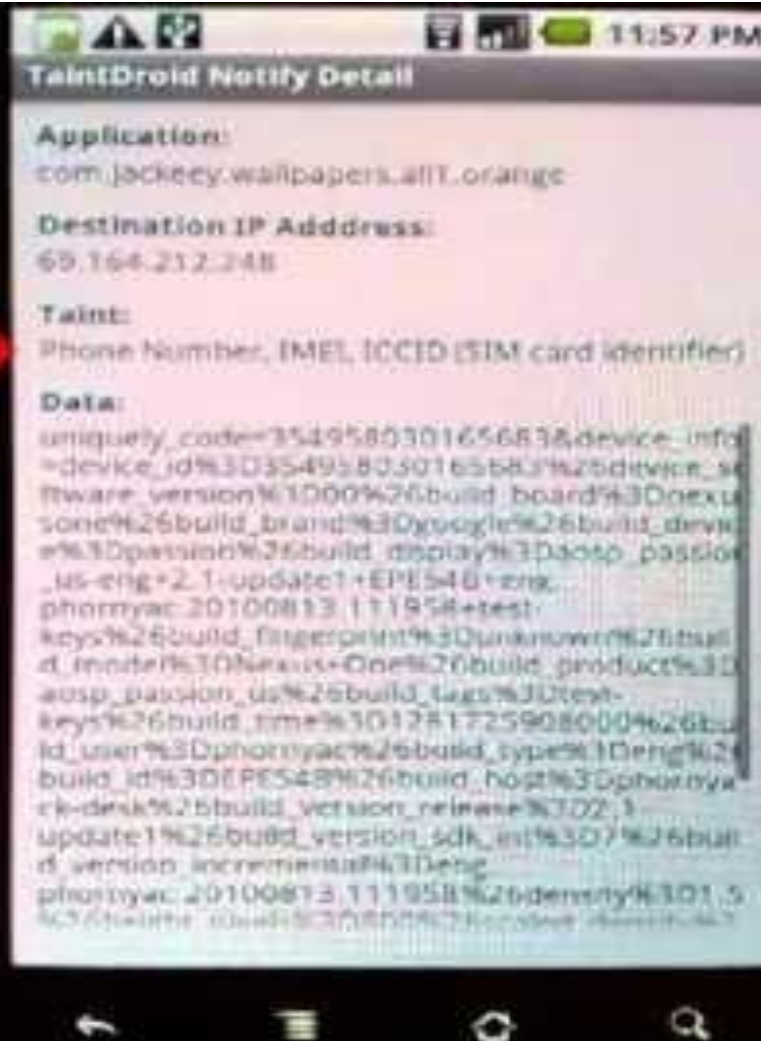 11:57 PM
TaintDroid Notify Detail
Application:
com.jackeey.wallpapers.all1.orange
Destination IP Adddress:
69.164.212.248
Taint:
Phone Number, IMEI, ICCID (SIM card identifier)
Data:
uniquely_code=354958030165683&device_info
=device_id%3D354958030165683%26device_so
ftware_version%3D00%26build_board%3Dnexu
sone%26build_brand%3Dgoogle%26build_devic
e%3Dpassion%26build_display%3Daosp_passion
_us-eng+2.1-update1+EPE54B+eng.
phornyac.20100813.111958+test-
keys%26build_fingerprint%3Dunknown%26buil
d_model%3DNexus+One%26build_product%3D
aosp_passion_us%26build_tags%3Dtest-
keys%26build_time%3D1281725908000%26bu
ild_user%3Dphornyac%26build_type%3Deng%26
build_id%3DEPE54B%26build_host%3Dphornya
ck-desk%26build_version_release%3D2.1-
update1%26build_version_sdk_int%3D7%26buil
d_version_incremental%3Deng.
phornyac.20100813.111958%26density%3D1.5